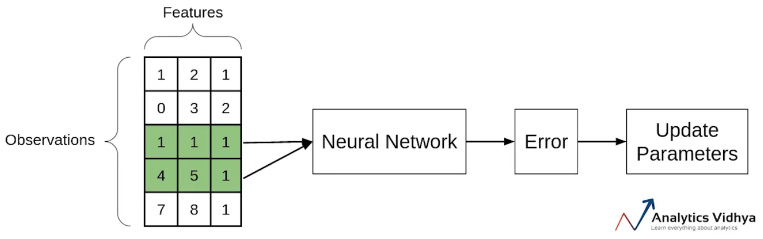 Features
1 2 1
0 3 2
Observations
1 1 1
4 5 1
7 8 1
Neural Network
Error
Update
Parameters
Analytics Vidhya
Learn everything about analytics